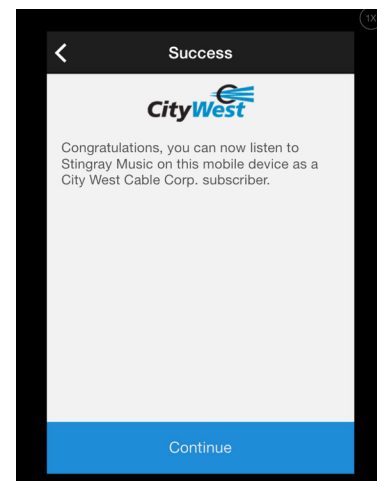 1X
Success
CityWest
Congratulations, you can now listen to
Stingray Music on this mobile device as a
City West Cable Corp. subscriber.
Continue